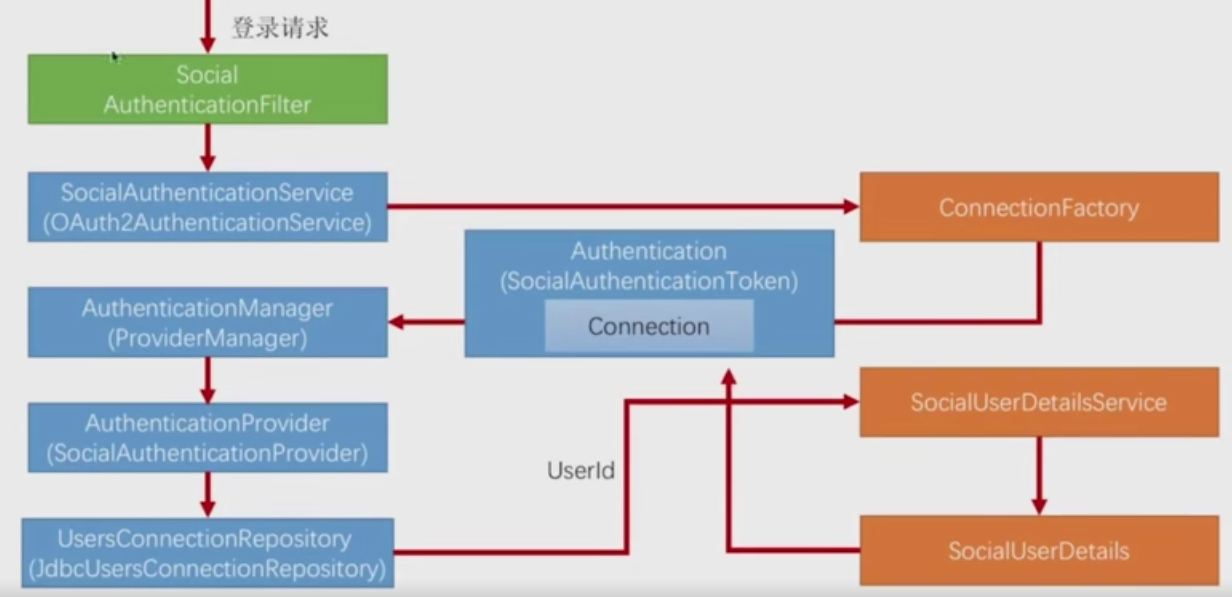 登录请求
Social
AuthenticationFilter
SocialAuthenticationService
(OAuth2AuthenticationService)
ConnectionFactory
Authentication
(SocialAuthenticationToken)
Connection
AuthenticationManager
(ProviderManager)
AuthenticationProvider
(SocialAuthenticationProvider)
SocialUserDetailsService
UserId
UsersConnectionRepository
(JdbcUsersConnectionRepository)
SocialUserDetails